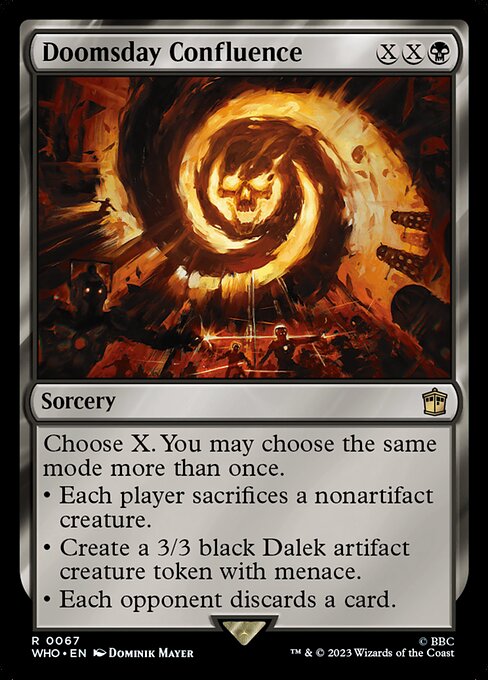 Doomsday Confluence XXB
Sorcery
Choose X. You may choose the same
mode more than once.
• Each player sacrifices a nonartifact
creature.
• Create a 3/3 black Dalek artifact
creature token with menace.
• Each opponent discards a card.
R 0067 © BBC
WHO • EN DOMINIK MAYER ™ & © 2023 Wizards of the Coast